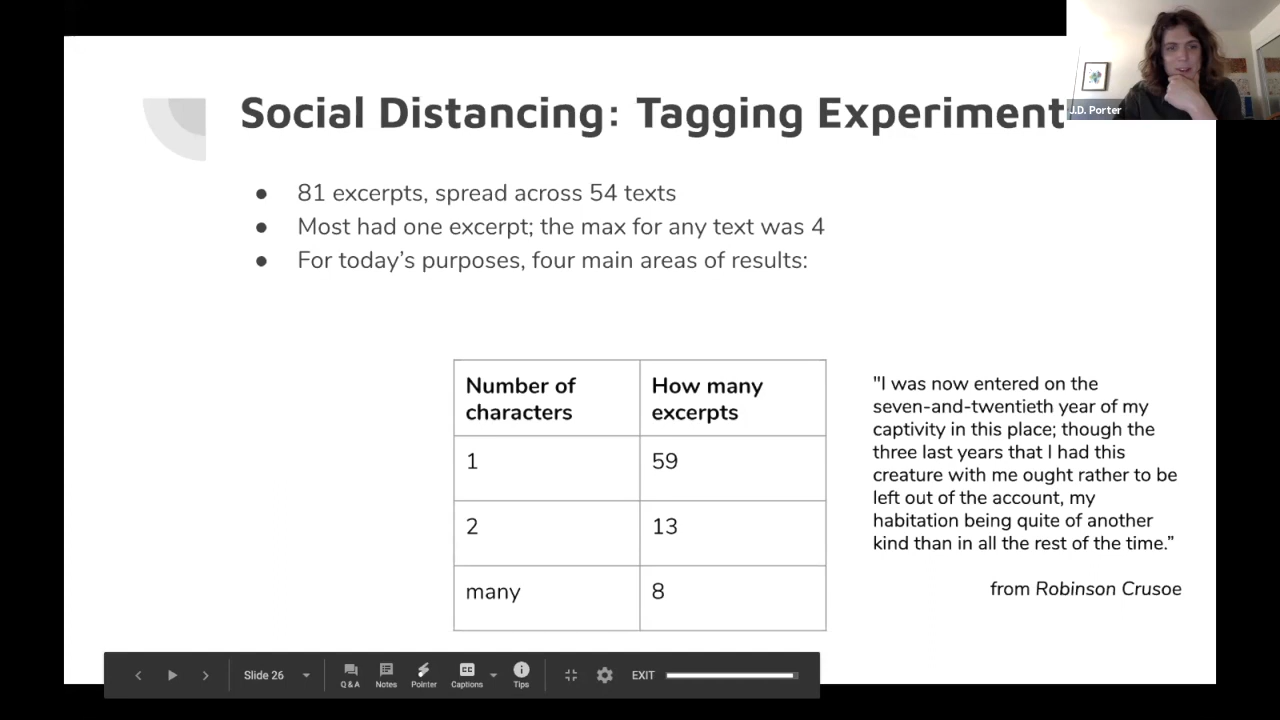 Social Distancing: Tagging Experiment
J.D. Porter
● 81 excerpts, spread across 54 texts
● Most had one excerpt; the max for any text was 4
● For today's purposes, four main areas of results:
Number of
characters
How many
excerpts
1
59
2
13
many
8
"I was now entered on the
seven-and-twentieth year of my
captivity in this place; though the
three last years that I had this
creature with me ought rather to be
left out of the account, my
habitation being quite of another
kind than in all the rest of the time.”
from Robinson Crusoe
Slide 26
Q & A
Notes
Pointer
CC
Captions
Tips
EXIT